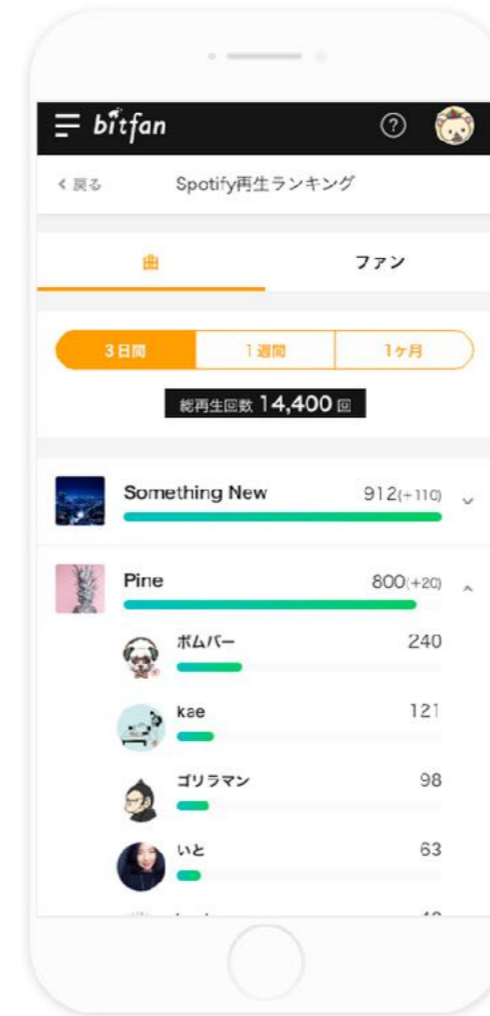 bitfan
?
< 戻る
Spotify再生ランキング
曲
ファン
3日間
1週間
1ヶ月
総再生回数 14,400 回
Something New
912(+110)
Pine
800(+20)
ボムバー
240
kae
121
ゴリラマン
98
いと
63